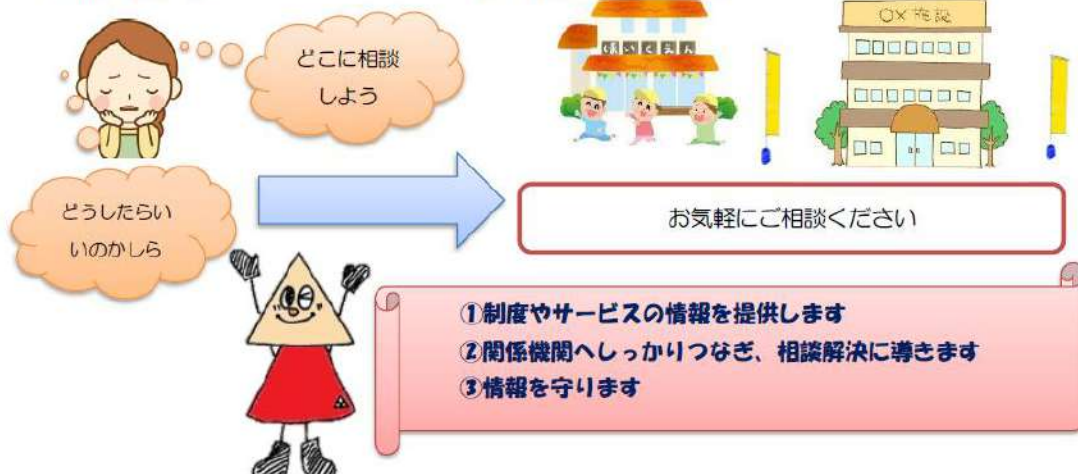 どこに相談
しよう
ほいくえん
○×施設
どうしたらい
いのかしら
お気軽にご相談ください
①制度やサービスの情報を提供します
②関係機関へしっかりつなぎ、相談解決に導きます
③情報を守ります